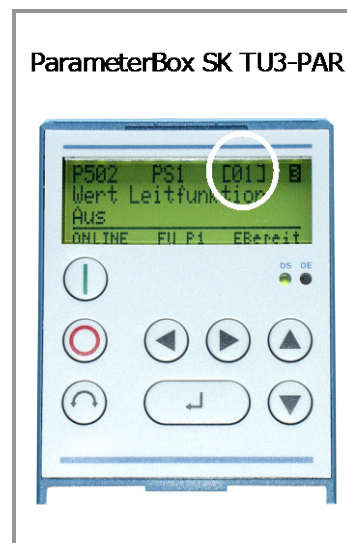 ParameterBox SK TU3-PAR
P502 PS1 [01] B
Wert Leitfunktion
Aus
ONLINE FU P1 EBereit
DS DE